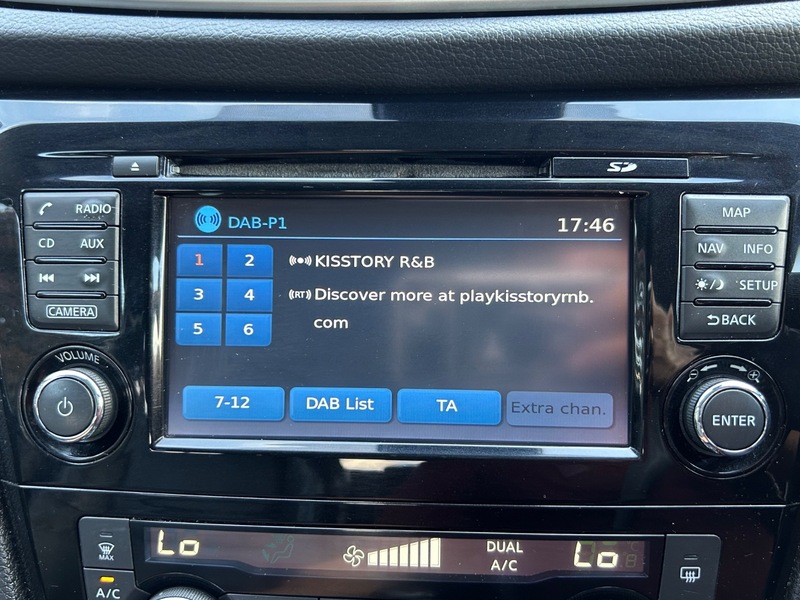 SD
RADIO
CD AUX
CAMERA
VOLUME
DAB-P1 17:46
1 2
3 4
5 6
KISSTORY R&B
(RT) Discover more at playkisstoryrnb.
com
7-12 DAB List TA Extra chan.
MAP
NAV INFO
SETUP
BACK
ENTER
MAX
A/C
Lo
DUAL
A/C
Lo